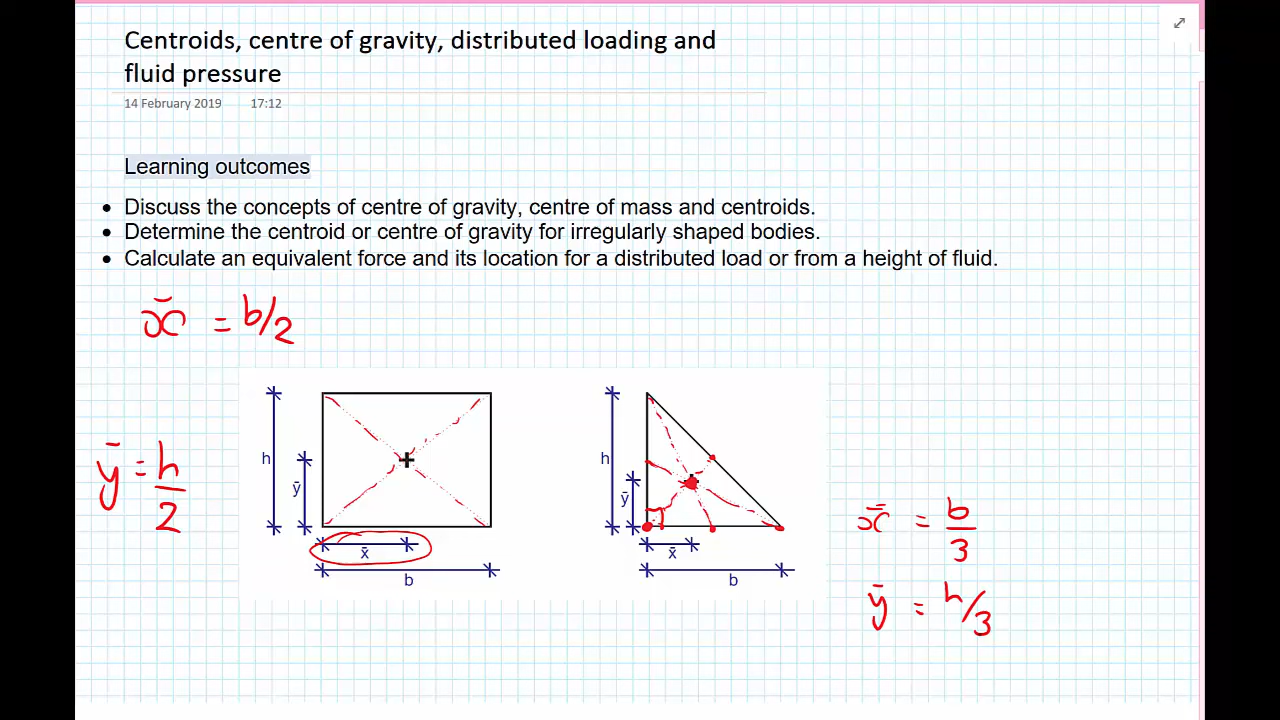 Centroids, centre of gravity, distributed loading and
fluid pressure
14 February 2019 17:12
Learning outcomes
• Discuss the concepts of centre of gravity, centre of mass and centroids.
• Determine the centroid or centre of gravity for irregularly shaped bodies.
• Calculate an equivalent force and its location for a distributed load or from a height of fluid.
x̄ = b/2
ȳ = h/2
h
ȳ
x̄
b
h
ȳ
x̄
b
x̄ = b/3
ȳ = h/3